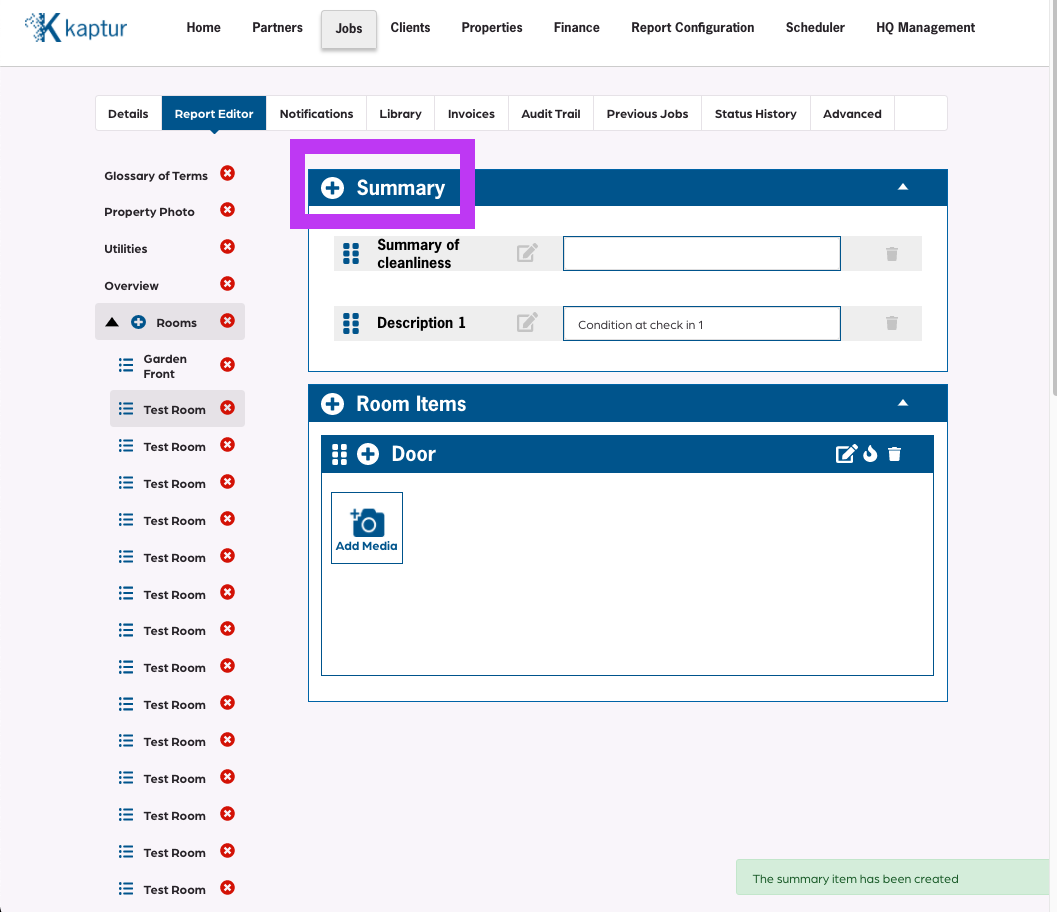 kaptur
Home
Partners
Jobs
Clients
Properties
Finance
Report Configuration
Scheduler
HQ Management
Details
Report Editor
Notifications
Library
Invoices
Audit Trail
Previous Jobs
Status History
Advanced
Glossary of Terms
Property Photo
Utilities
Overview
Rooms
Garden
Front
Test Room
Test Room
Test Room
Test Room
Test Room
Test Room
Test Room
Test Room
Test Room
Test Room
Test Room
Test Room
Test Room
Test Room
Summary
Summary of
cleanliness
Description 1
Condition at check in 1
Room Items
Door
Add Media
The summary item has been created